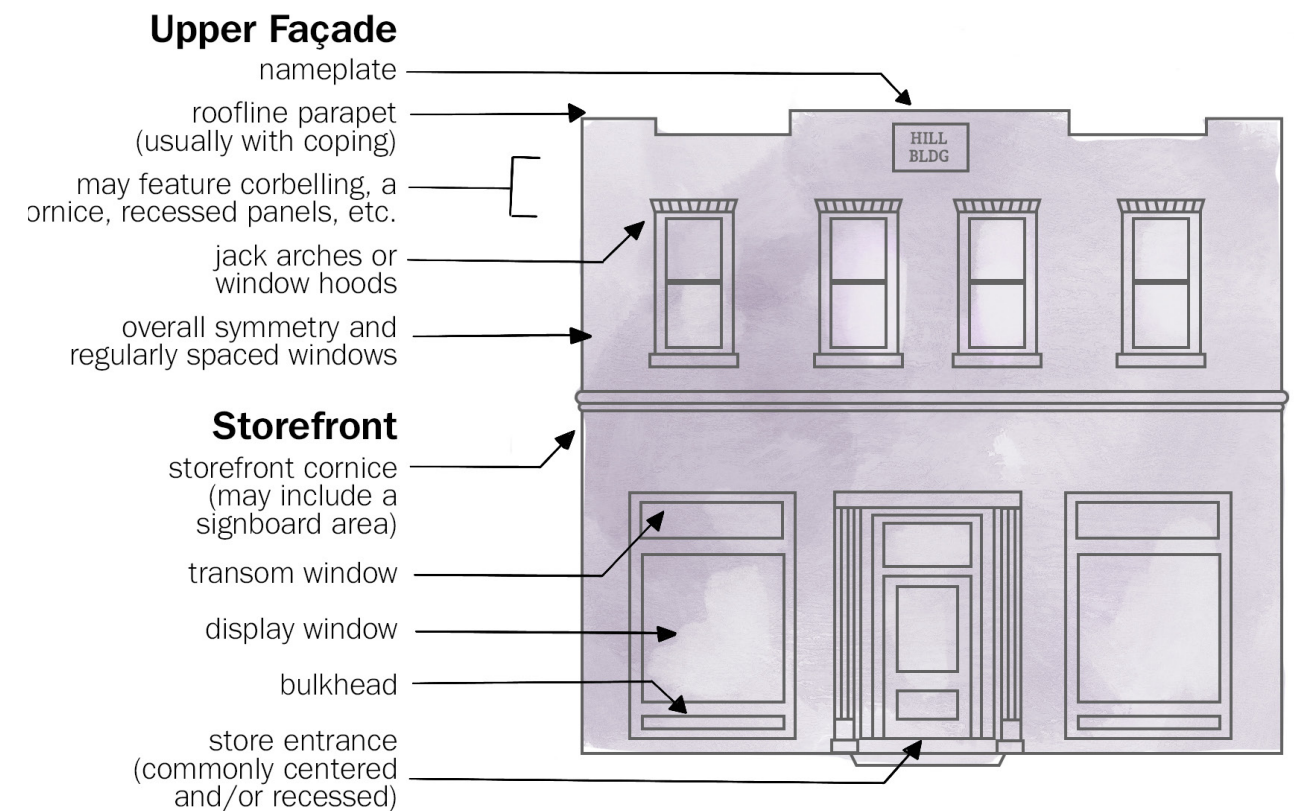 Upper Façade
nameplate
roofline parapet
(usually with coping)
may feature corbelling, a
ornice, recessed panels, etc.
jack arches or
window hoods
overall symmetry and
regularly spaced windows
Storefront
storefront cornice
(may include a
signboard area)
transom window
display window
bulkhead
store entrance
(commonly centered
and/or recessed)
HILL
BLDG